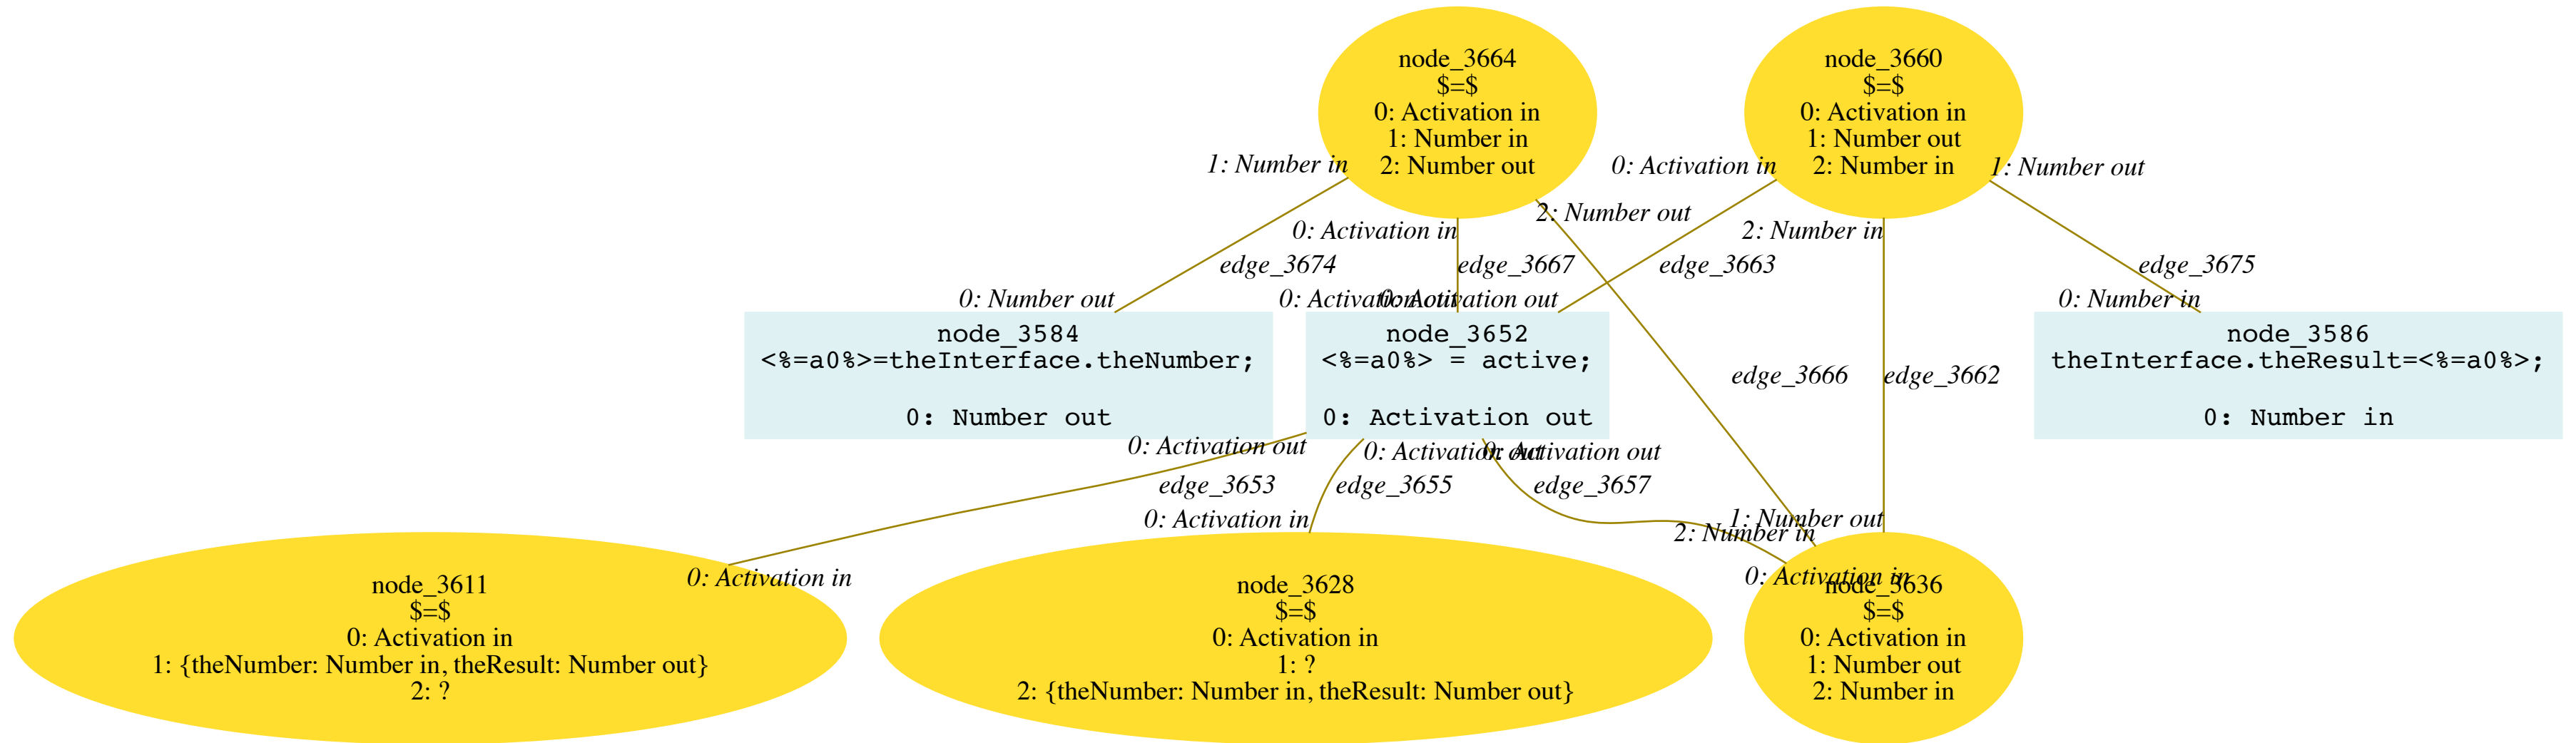 node_3664
$=$
0: Activation in
1: Number in
2: Number out
node_3660
$=$
0: Activation in
1: Number out
2: Number in
1: Number in
0: Activation in
1: Number out
2: Number out
0: Activation in
2: Number in
edge_3674
edge_3667
edge_3663
edge_3675
0: Number out
0: Activation out
0: Activation out
0: Number in
node_3584
<%=a0%>=theInterface.theNumber;
0: Number out
node_3652
<%=a0%> = active;
0: Activation out
node_3586
theInterface.theResult=<%=a0%>;
0: Number in
edge_3666
edge_3662
0: Activation out
0: Activation out
0: Activation out
edge_3653
edge_3655
edge_3657
0: Activation in
1: Number out
2: Number in
0: Activation in
0: Activation in
node_3611
$=$
0: Activation in
1: {theNumber: Number in, theResult: Number out}
2: ?
node_3628
$=$
0: Activation in
1: ?
2: {theNumber: Number in, theResult: Number out}
node_3636
$=$
0: Activation in
1: Number out
2: Number in